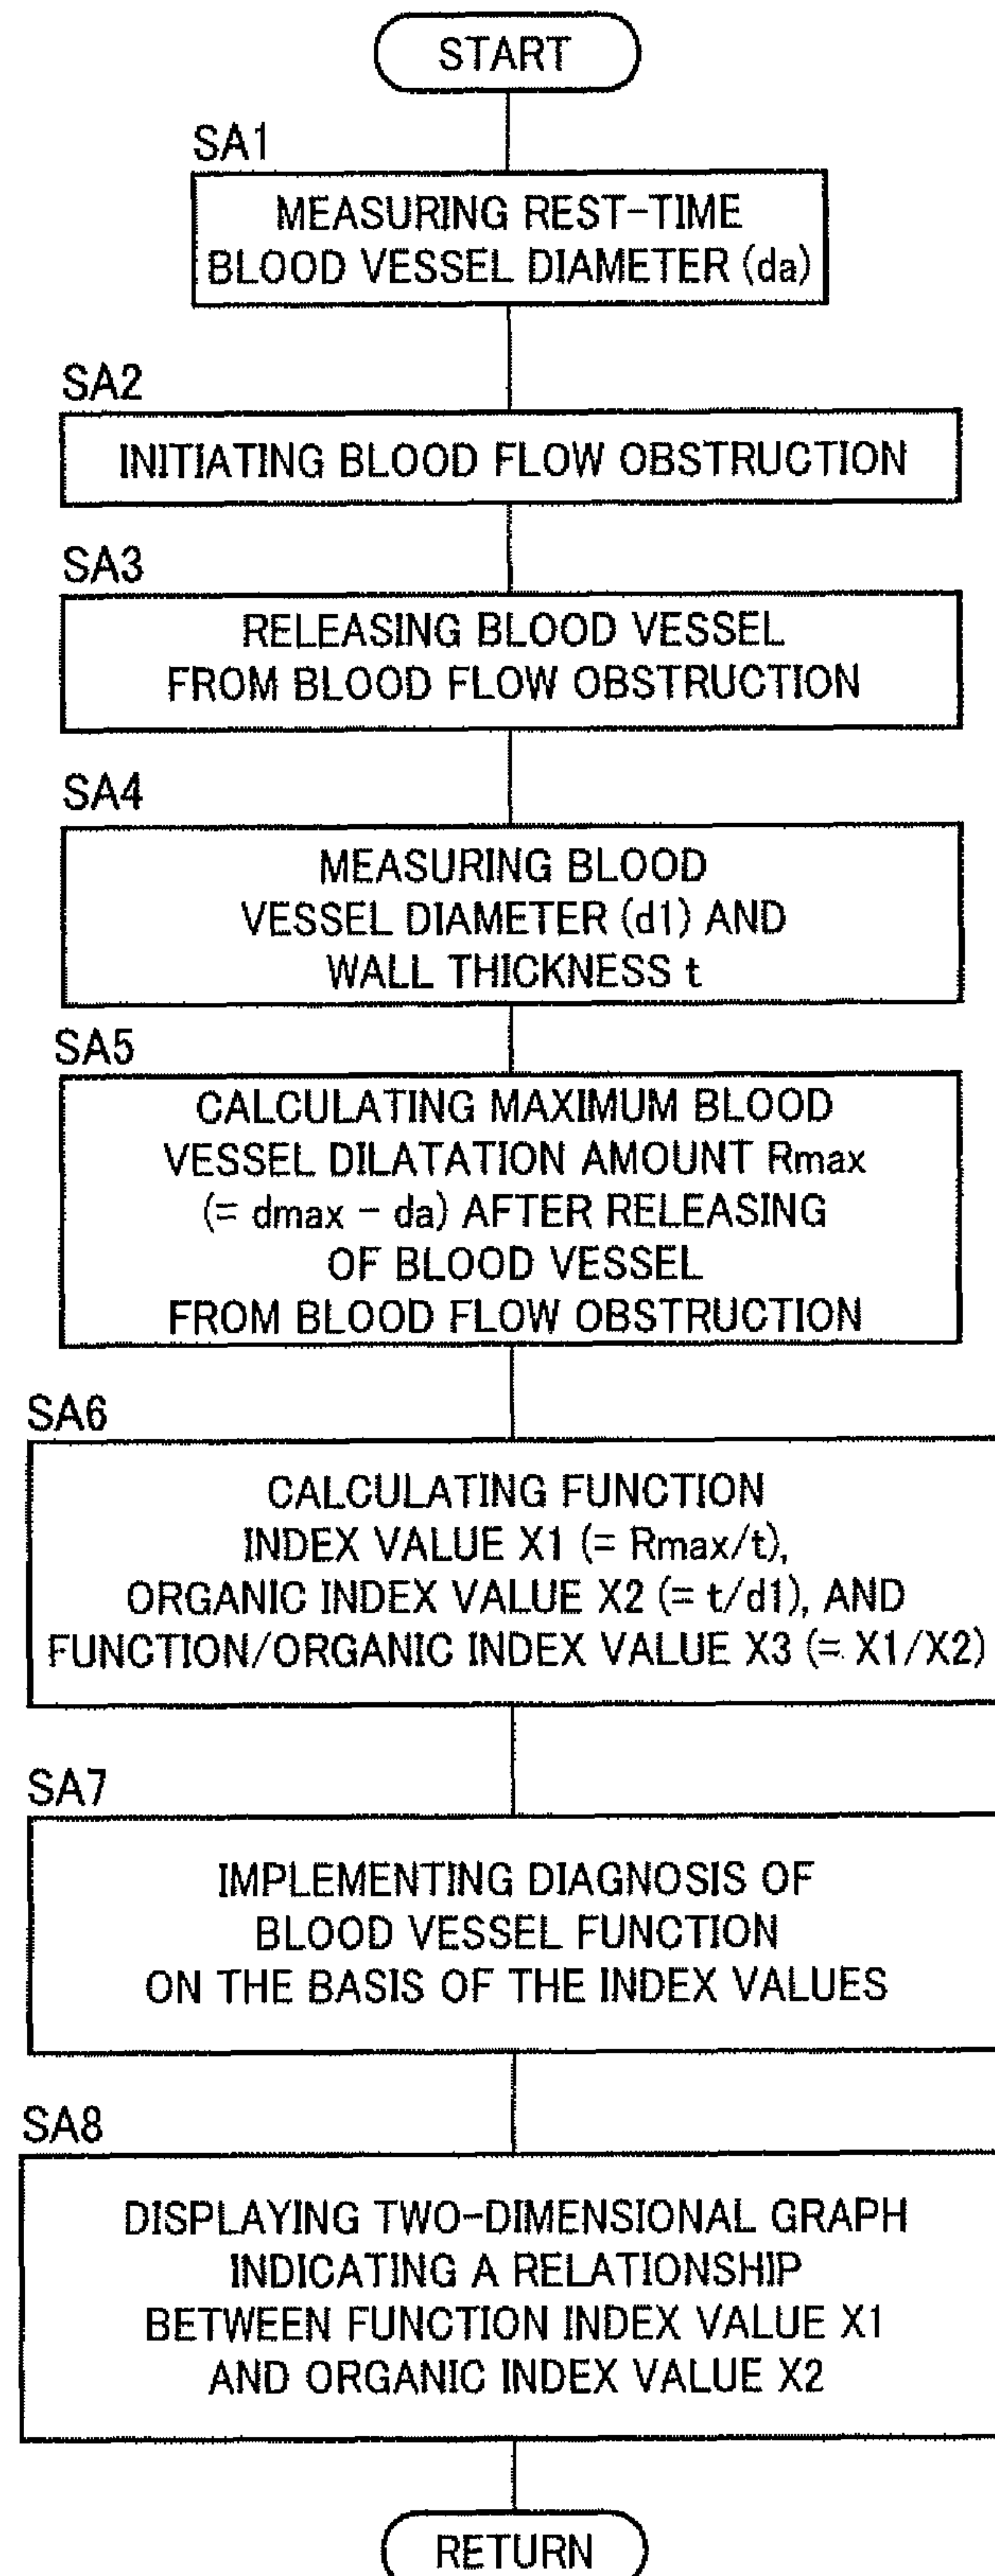 START
SA1
MEASURING REST-TIME
BLOOD VESSEL DIAMETER (da)
SA2
INITIATING BLOOD FLOW OBSTRUCTION
SA3
RELEASING BLOOD VESSEL
FROM BLOOD FLOW OBSTRUCTION
SA4
MEASURING BLOOD
VESSEL DIAMETER (d1) AND
WALL THICKNESS t
SA5
CALCULATING MAXIMUM BLOOD
VESSEL DILATATION AMOUNT Rmax
(= dmax - da) AFTER RELEASING
OF BLOOD VESSEL
FROM BLOOD FLOW OBSTRUCTION
SA6
CALCULATING FUNCTION
INDEX VALUE X1 (= Rmax/t),
ORGANIC INDEX VALUE X2 (= t/d1), AND
FUNCTION/ORGANIC INDEX VALUE X3 (= X1/X2)
SA7
IMPLEMENTING DIAGNOSIS OF
BLOOD VESSEL FUNCTION
ON THE BASIS OF THE INDEX VALUES
SA8
DISPLAYING TWO-DIMENSIONAL GRAPH
INDICATING A RELATIONSHIP
BETWEEN FUNCTION INDEX VALUE X1
AND ORGANIC INDEX VALUE X2
RETURN